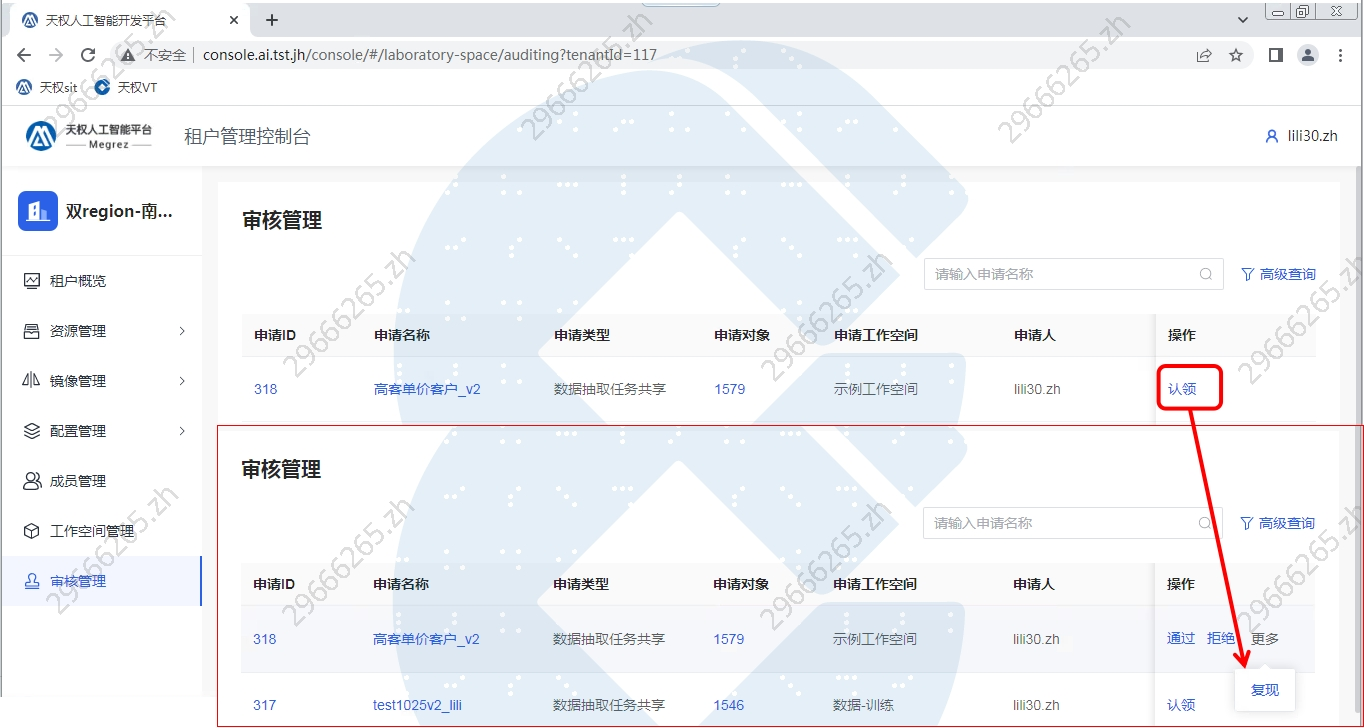 天权人工智能开发平台
不安全 console.ai.tst.jh/console/#/laboratory-space/auditing?tenantId=117
天权sit 天权VT
天权人工智能平台
Megrez
租户管理控制台
lili30.zh
双region-南...
租户概览
资源管理
镜像管理
配置管理
成员管理
工作空间管理
审核管理
审核管理
请输入申请名称 高级查询
申请ID 申请名称 申请类型 申请对象 申请工作空间 申请人 操作
318 高客单价客户_v2 数据抽取任务共享 1579 示例工作空间 lili30.zh 认领
审核管理
请输入申请名称 高级查询
申请ID 申请名称 申请类型 申请对象 申请工作空间 申请人 操作
318 高客单价客户_v2 数据抽取任务共享 1579 示例工作空间 lili30.zh 通过 拒绝 更多
复现
317 test1025v2_lili 数据抽取任务共享 1546 数据-训练 lili30.zh 认领
29666265.zh
29666265.zh
29666265.zh
29666265.zh
29666265.zh
29666265.zh
29666265.zh
29666265.zh
29666265.zh
29666265.zh